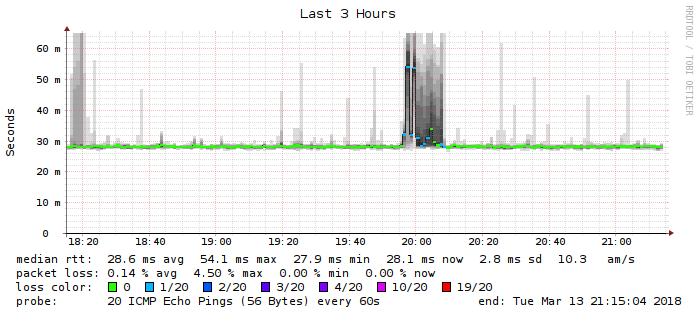 Last 3 Hours
RRDTOOL / TOBI OETIKER
Seconds
60 m
50 m
40 m
30 m
20 m
10 m
0
18:20 18:40 19:00 19:20 19:40 20:00 20:20 20:40 21:00
median rtt: 28.6 ms avg 54.1 ms max 27.9 ms min 28.1 ms now 2.8 ms sd 10.3 am/s
packet loss: 0.14 % avg 4.50 % max 0.00 % min 0.00 % now
loss color: 0 1/20 2/20 3/20 4/20 10/20 19/20
probe: 20 ICMP Echo Pings (56 Bytes) every 60s end: Tue Mar 13 21:15:04 2018